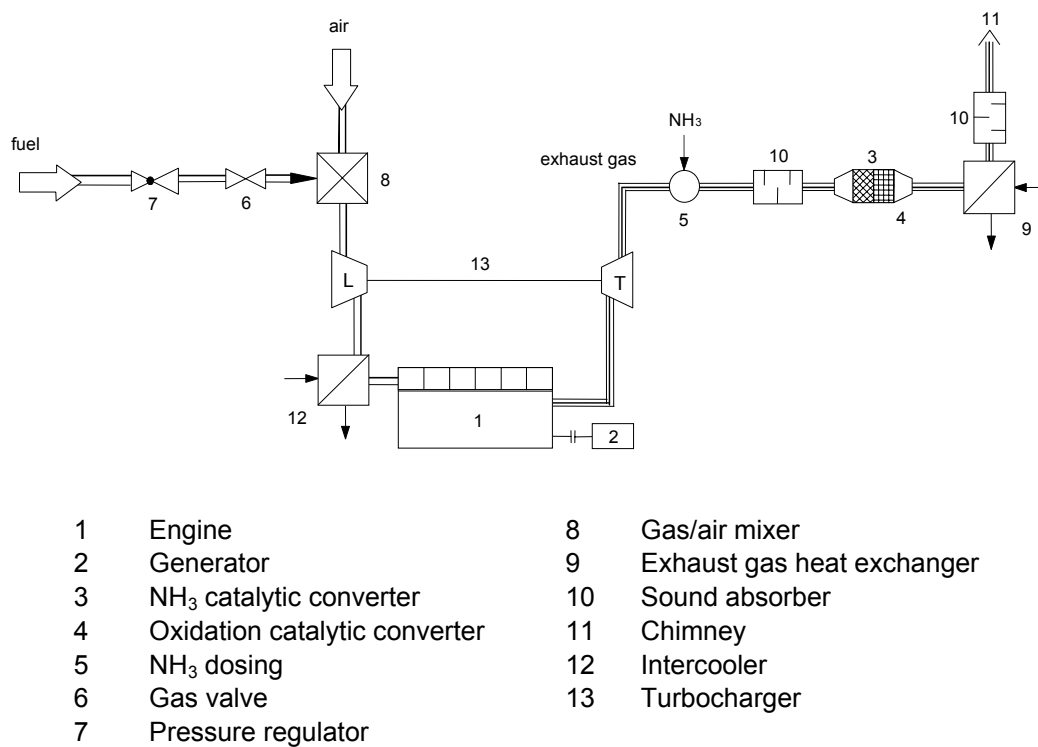 air
11
fuel
NH₃
10
exhaust gas
10
3
8
7
6
5
4
9
L
13
T
12
1
2
1 Engine
2 Generator
3 NH₃ catalytic converter
4 Oxidation catalytic converter
5 NH₃ dosing
6 Gas valve
7 Pressure regulator
8 Gas/air mixer
9 Exhaust gas heat exchanger
10 Sound absorber
11 Chimney
12 Intercooler
13 Turbocharger